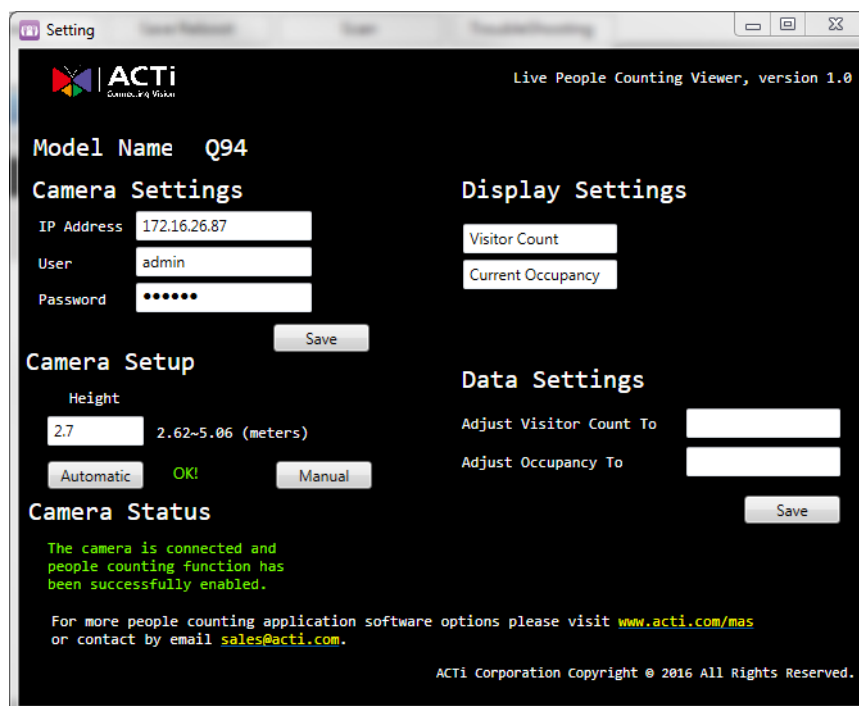 Setting
ACTi
Connecting Vision
Live People Counting Viewer, version 1.0
Model Name Q94
Camera Settings
IP Address 172.16.26.87
User admin
Password ••••••
Save
Display Settings
Visitor Count
Current Occupancy
Camera Setup
Height
2.7 2.62~5.06 (meters)
Automatic OK! Manual
Data Settings
Adjust Visitor Count To
Adjust Occupancy To
Save
Camera Status
The camera is connected and
people counting function has
been successfully enabled.
For more people counting application software options please visit www.acti.com/mas
or contact by email sales@acti.com.
ACTi Corporation Copyright © 2016 All Rights Reserved.